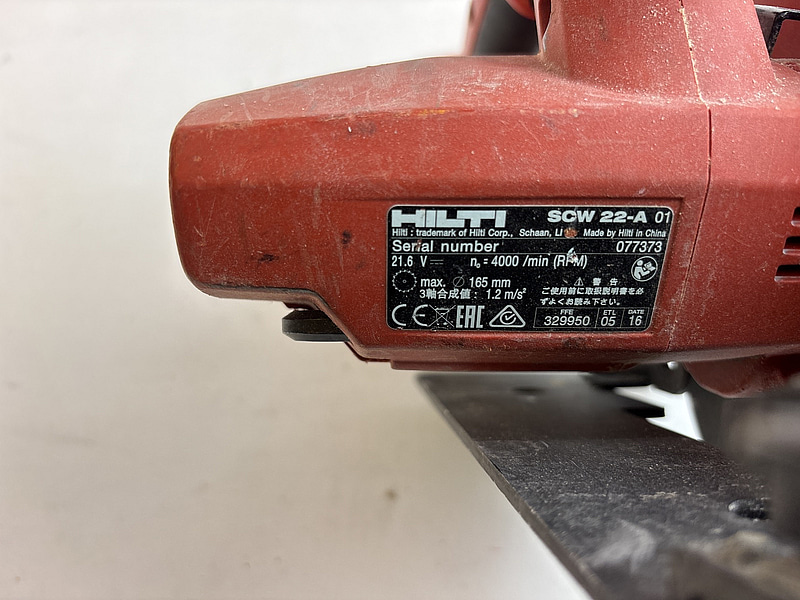 HILTI SCW 22-A 01
Hilti : trademark of Hilti Corp., Schaan, LI Made by Hilti in China
Serial number 077373
21.6 V n₀ = 4000 /min (RPM)
max. ∅ 165 mm
3軸合成値 : 1.2 m/s²
⚠ 警 告
ご使用前に取扱説明書を必
ずよくお読み下さい。
CE EAC
FFE ETL DATE
329950 05 16